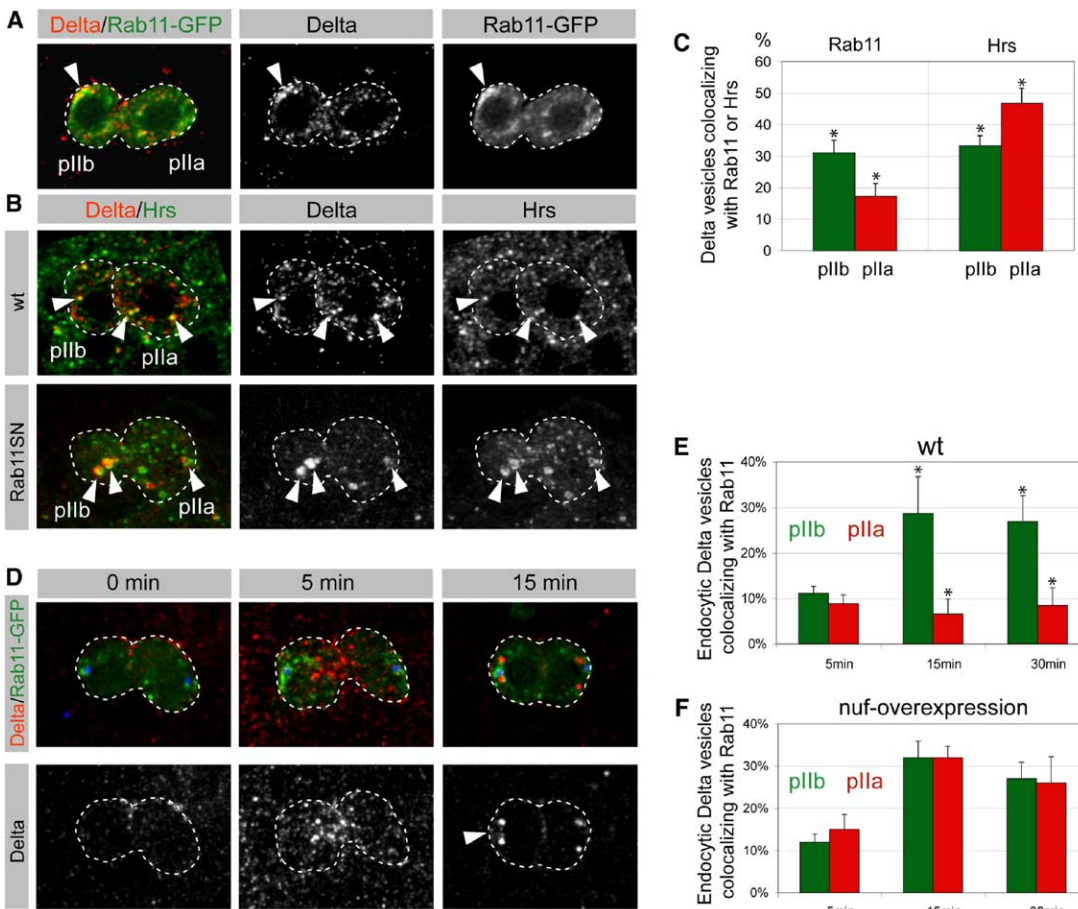 A
Delta/Rab11-GFP
Delta
Rab11-GFP
pIIb
pIIa
B
Delta/Hrs
Delta
Hrs
wt
pIIb
pIIa
Rab11SN
pIIb
pIIa
C
%
Rab11
Hrs
Delta vesicles colocalizing
with Rab11 or Hrs
60
50
40
30
20
10
0
*
*
*
*
pIIb
pIIa
pIIb
pIIa
D
0 min
5 min
15 min
Delta/Rab11-GFP
Delta
E
wt
Endocytic Delta vesicles
colocalizing with Rab11
40%
30%
20%
10%
0%
pIIb
pIIa
*
*
*
*
5min
15min
30min
F
nuf-overexpression
Endocytic Delta vesicles
colocalizing with Rab11
40%
30%
20%
10%
0%
pIIb
pIIa